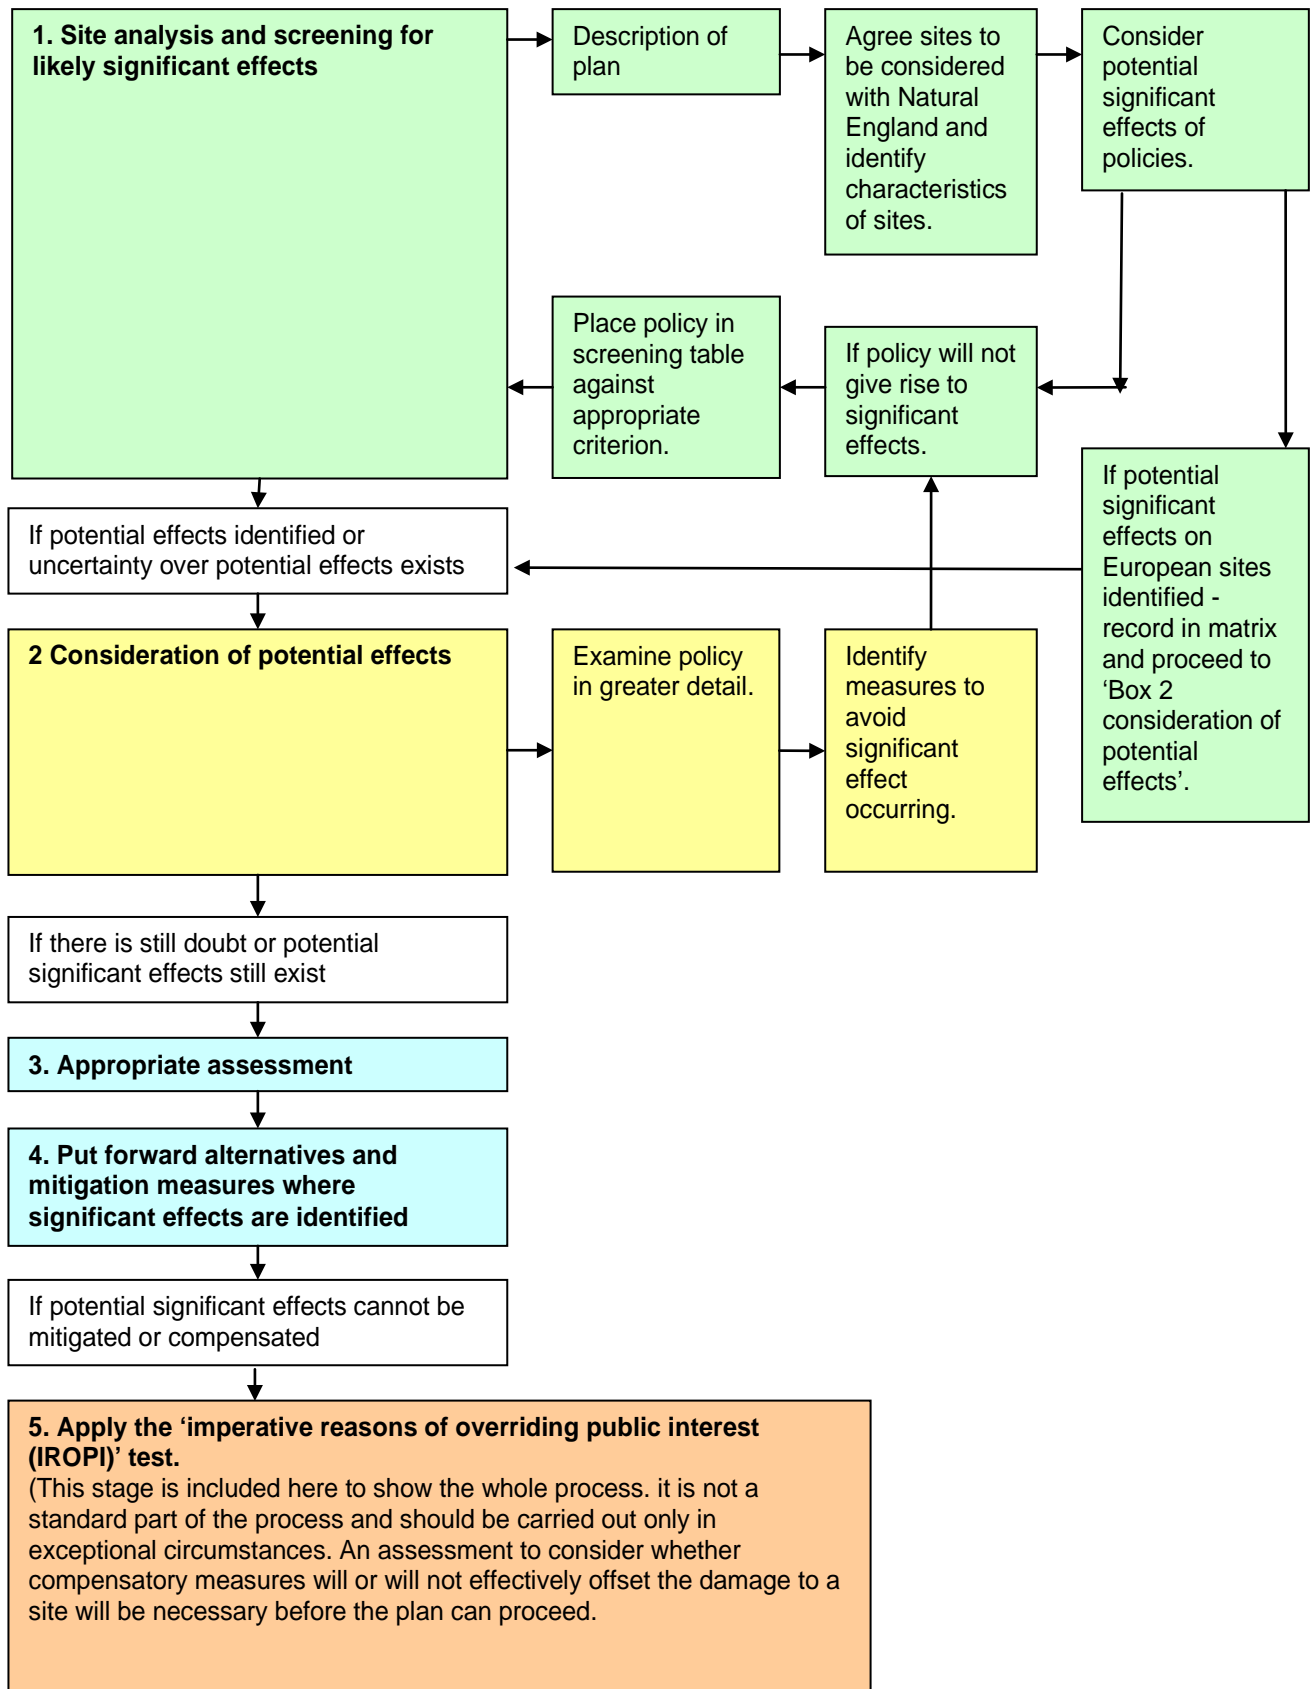 1. Site analysis and screening for
likely significant effects
Description of
plan
Agree sites to
be considered
with Natural
England and
identify
characteristics
of sites.
Consider
potential
significant
effects of
policies.
Place policy in
screening table
against
appropriate
criterion.
If policy will not
give rise to
significant
effects.
If potential
significant
effects on
European sites
identified -
record in matrix
and proceed to
‘Box 2
consideration of
potential
effects’.
If potential effects identified or
uncertainty over potential effects exists
2 Consideration of potential effects
Examine policy
in greater detail.
Identify
measures to
avoid
significant
effect
occurring.
If there is still doubt or potential
significant effects still exist
3. Appropriate assessment
4. Put forward alternatives and
mitigation measures where
significant effects are identified
If potential significant effects cannot be
mitigated or compensated
5. Apply the ‘imperative reasons of overriding public interest
(IROPI)’ test.
(This stage is included here to show the whole process. it is not a
standard part of the process and should be carried out only in
exceptional circumstances. An assessment to consider whether
compensatory measures will or will not effectively offset the damage to a
site will be necessary before the plan can proceed.